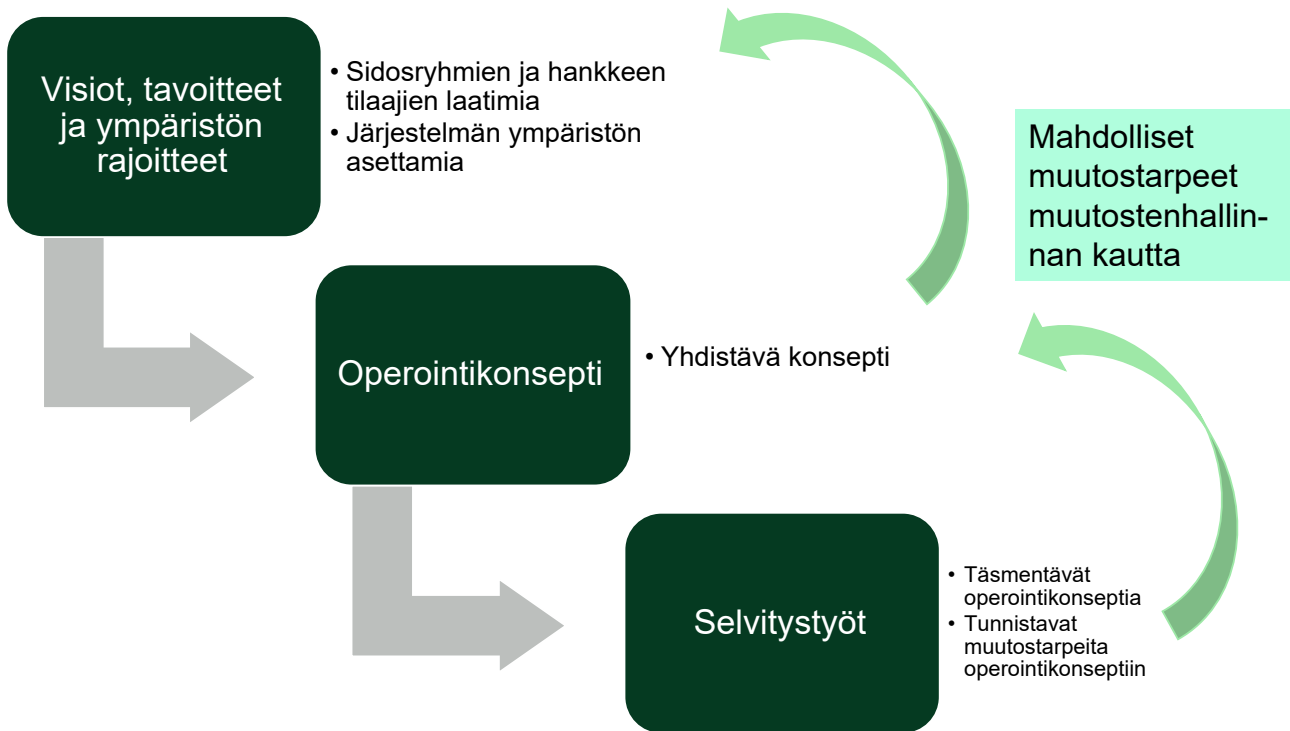 Visiot, tavoitteet
ja ympäristön
rajoitteet
• Sidosryhmien ja hankkeen
tilaajien laatimia
• Järjestelmän ympäristön
asettamia
Mahdolliset
muutostarpeet
muutostenhallin-
nan kautta
Operointikonsepti
• Yhdistävä konsepti
Selvitystyöt
• Täsmentävät
operointikonseptia
• Tunnistavat
muutostarpeita
operointikonseptiin